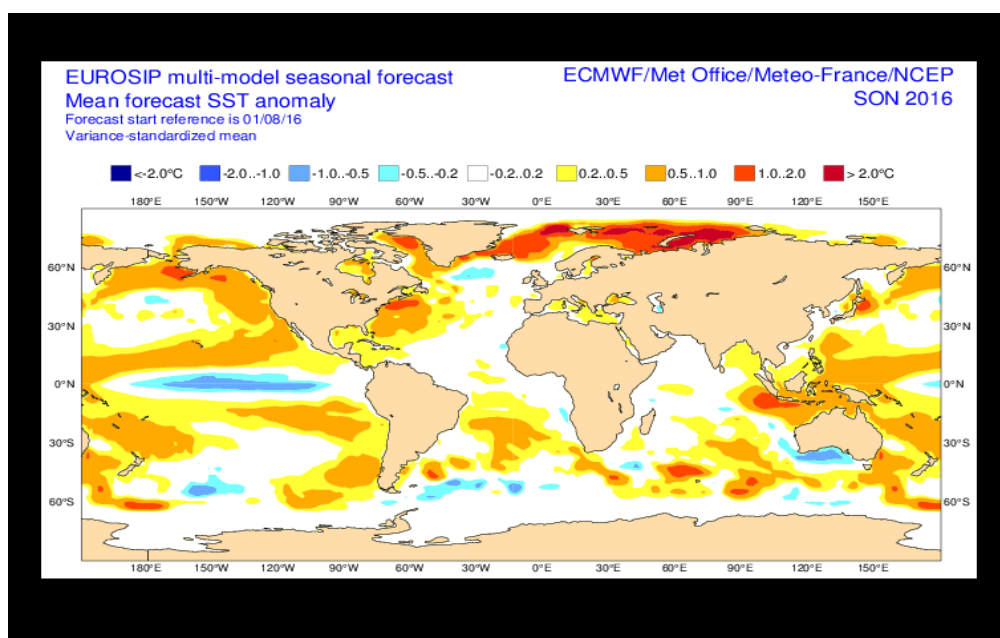 EUROSIP multi-model seasonal forecast
ECMWF/Met Office/Meteo-France/NCEP
Mean forecast SST anomaly
SON 2016
Forecast start reference is 01/08/16
Variance-standardized mean
<-2.0°C -2.0..-1.0 -1.0..-0.5 -0.5..-0.2 -0.2..0.2 0.2..0.5 0.5..1.0 1.0..2.0 > 2.0°C
180°E 150°W 120°W 90°W 60°W 30°W 0°E 30°E 60°E 90°E 120°E 150°E
60°N 60°N
30°N 30°N
0°N 0°N
30°S 30°S
60°S 60°S
180°E 150°W 120°W 90°W 60°W 30°W 0°E 30°E 60°E 90°E 120°E 150°E